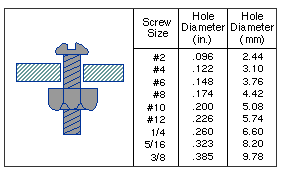 Screw Size Hole Diameter (in.) Hole Diameter (mm)
#2 .096 2.44
#4 .122 3.10
#6 .148 3.76
#8 .174 4.42
#10 .200 5.08
#12 .226 5.74
1/4 .260 6.60
5/16 .323 8.20
3/8 .385 9.78